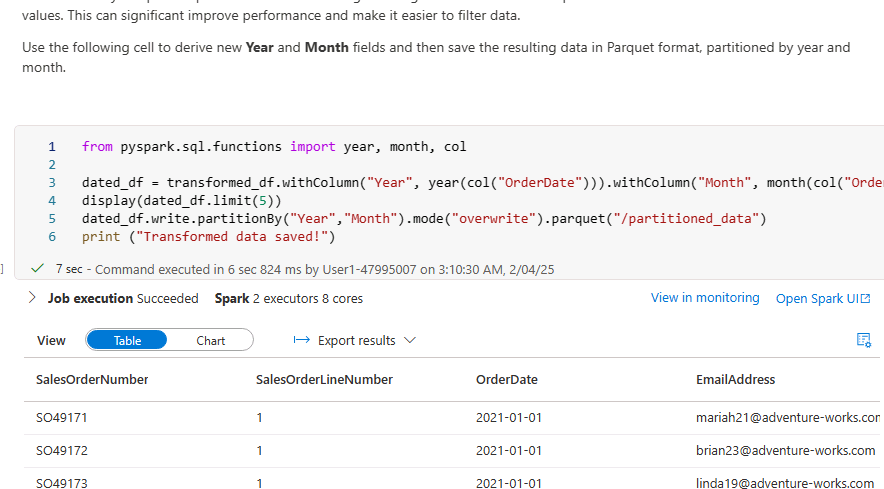 values. This can significant improve performance and make it easier to filter data.
Use the following cell to derive new Year and Month fields and then save the resulting data in Parquet format, partitioned by year and
month.
1 from pyspark.sql.functions import year, month, col
2
3 dated_df = transformed_df.withColumn("Year", year(col("OrderDate"))).withColumn("Month", month(col("Orde
4 display(dated_df.limit(5))
5 dated_df.write.partitionBy("Year","Month").mode("overwrite").parquet("/partitioned_data")
6 print ("Transformed data saved!")
] 7 sec - Command executed in 6 sec 824 ms by User1-47995007 on 3:10:30 AM, 2/04/25
Job execution Succeeded Spark 2 executors 8 cores View in monitoring Open Spark UI
View Table Chart Export results
SalesOrderNumber SalesOrderLineNumber OrderDate EmailAddress
SO49171 1 2021-01-01 mariah21@adventure-works.com
SO49172 1 2021-01-01 brian23@adventure-works.com
SO49173 1 2021-01-01 linda19@adventure-works.com